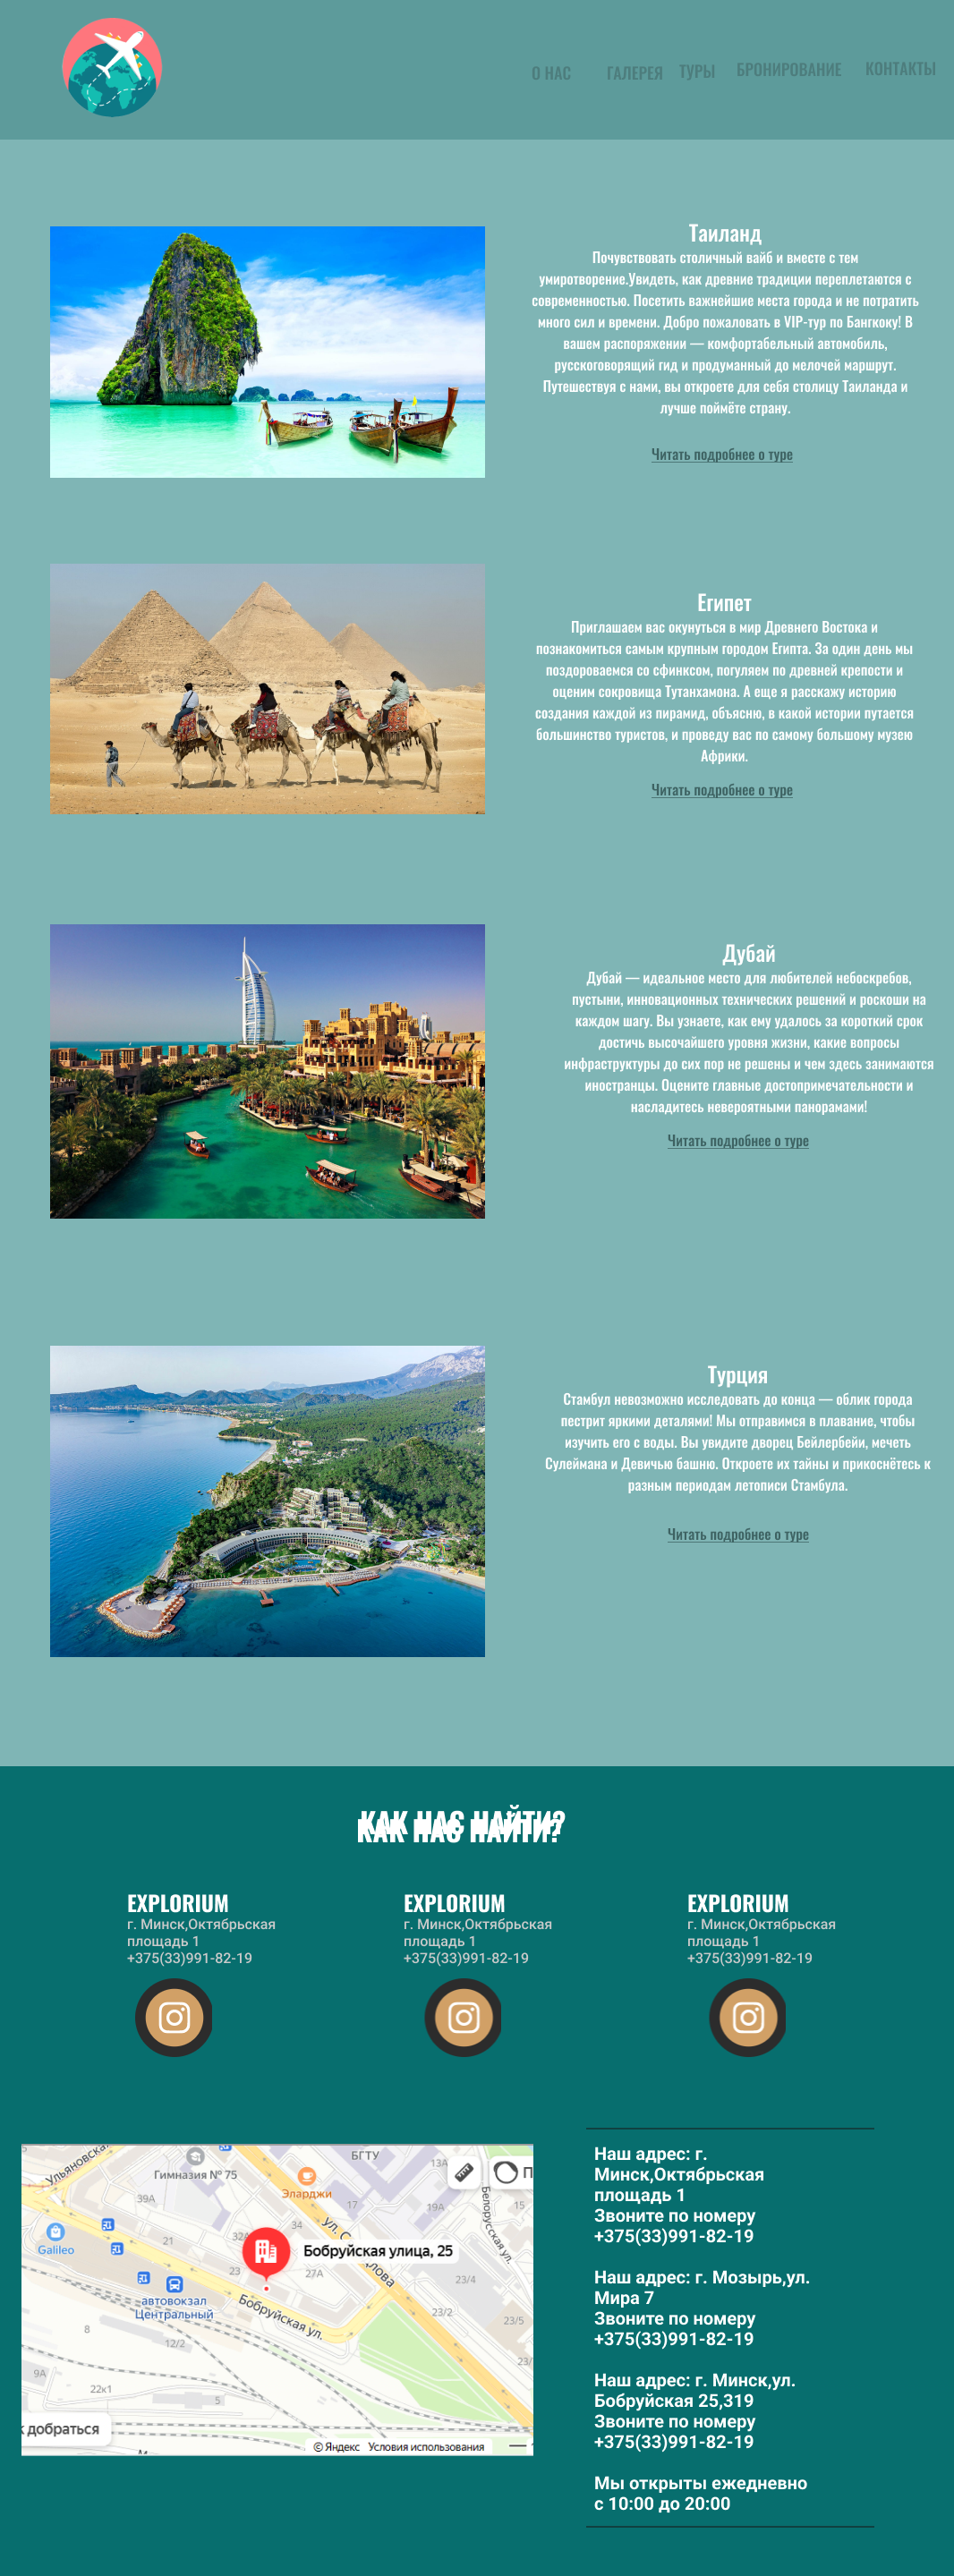 О НАС ГАЛЕРЕЯ ТУРЫ БРОНИРОВАНИЕ КОНТАКТЫ
Таиланд
Почувствовать столичный вайб и вместе с тем
умиротворение.Увидеть, как древние традиции переплетаются с
современностью. Посетить важнейшие места города и не потратить
много сил и времени. Добро пожаловать в VIP-тур по Бангкоку! В
вашем распоряжении — комфортабельный автомобиль,
русскоговорящий гид и продуманный до мелочей маршрут.
Путешествуя с нами, вы откроете для себя столицу Таиланда и
лучше поймёте страну.
Читать подробнее о туре
Египет
Приглашаем вас окунуться в мир Древнего Востока и
познакомиться самым крупным городом Египта. За один день мы
поздороваемся со сфинксом, погуляем по древней крепости и
оценим сокровища Тутанхамона. А еще я расскажу историю
создания каждой из пирамид, объясню, в какой истории путается
большинство туристов, и проведу вас по самому большому музею
Африки.
Читать подробнее о туре
Дубай
Дубай — идеальное место для любителей небоскребов,
пустыни, инновационных технических решений и роскоши на
каждом шагу. Вы узнаете, как ему удалось за короткий срок
достичь высочайшего уровня жизни, какие вопросы
инфраструктуры до сих пор не решены и чем здесь занимаются
иностранцы. Оцените главные достопримечательности и
насладитесь невероятными панорамами!
Читать подробнее о туре
Турция
Стамбул невозможно исследовать до конца — облик города
пестрит яркими деталями! Мы отправимся в плавание, чтобы
изучить его с воды. Вы увидите дворец Бейлербейи, мечеть
Сулеймана и Девичью башню. Откроете их тайны и прикоснётесь к
разным периодам летописи Стамбула.
Читать подробнее о туре
КАК НАС НАЙТИ?
КАК НАС НАЙТИ?
EXPLORIUM
г. Минск,Октябрьская
площадь 1
+375(33)991-82-19
EXPLORIUM
г. Минск,Октябрьская
площадь 1
+375(33)991-82-19
EXPLORIUM
г. Минск,Октябрьская
площадь 1
+375(33)991-82-19
Ульяновская
Гимназия № 75
БГТУ
13А
П
Эларджи
39А
17
19А
15
Белорусская ул.
Galileo
21
32А
34
ул. С
рлова
Бобруйская улица, 25
23
27А
23/4
автовокзал
Центральный
Бобруйская ул.
23/2
23/5
8
12/2
23/
9А
22к1
5
к добраться
© Яндекс Условия использования
Наш адрес: г.
Минск,Октябрьская
площадь 1
Звоните по номеру
+375(33)991-82-19
Наш адрес: г. Мозырь,ул.
Мира 7
Звоните по номеру
+375(33)991-82-19
Наш адрес: г. Минск,ул.
Бобруйская 25,319
Звоните по номеру
+375(33)991-82-19
Мы открыты ежедневно
с 10:00 до 20:00